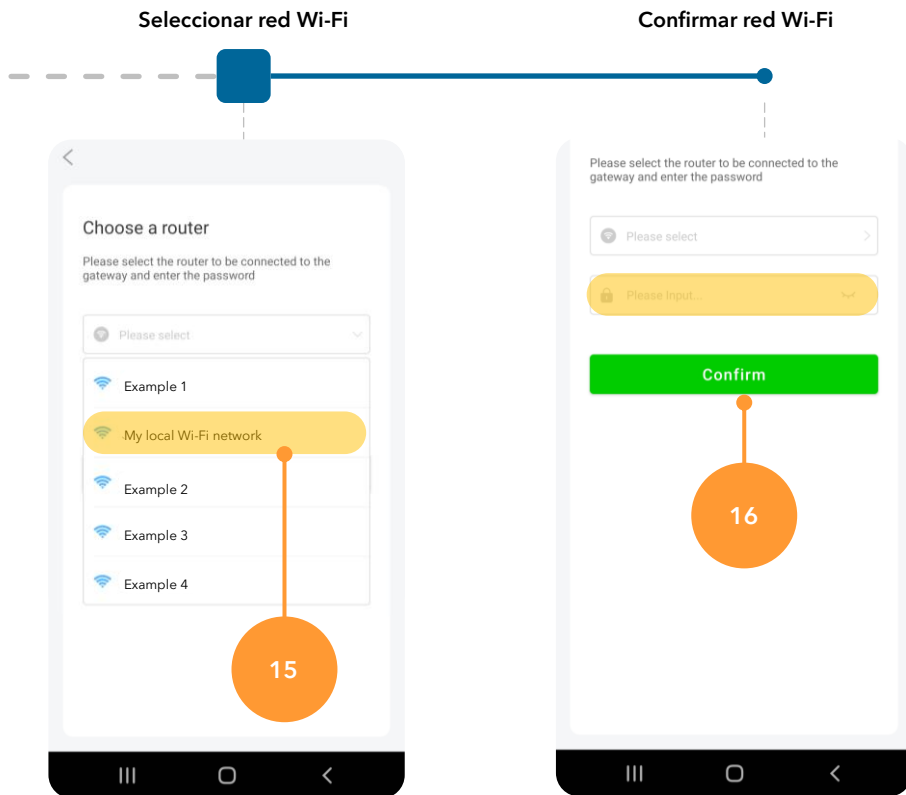 Seleccionar red Wi-Fi
Confirmar red Wi-Fi
Choose a router
Please select the router to be connected to the
gateway and enter the password
Please select
Example 1
My local Wi-Fi network
Example 2
Example 3
Example 4
15
Please select the router to be connected to the
gateway and enter the password
Please select
Please Input...
Confirm
16